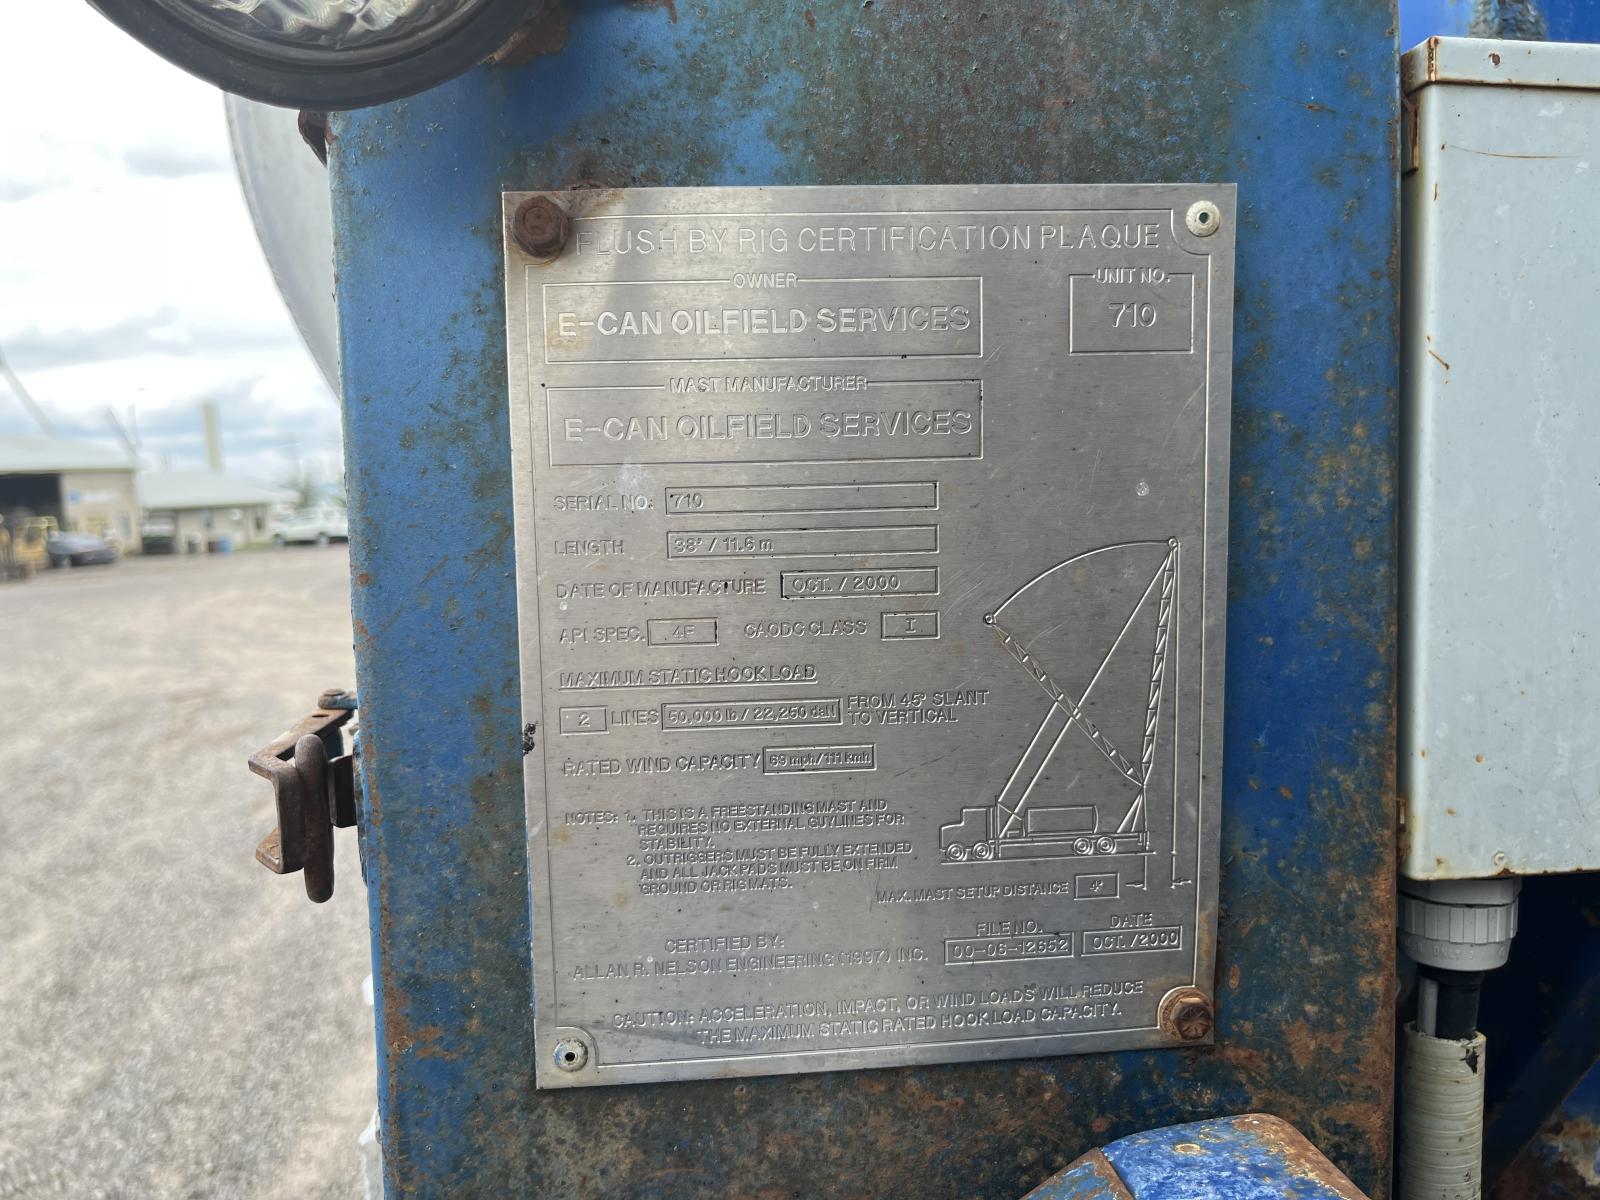 FLUSH BY RIG CERTIFICATION PLAQUE
OWNER
E-CAN OILFIELD SERVICES
UNIT NO.
710
MAST MANUFACTURER
E-CAN OILFIELD SERVICES
SERIAL NO: 710
LENGTH 38' / 11.6 m
DATE OF MANUFACTURE OCT. / 2000
API SPEC. 4F CAODC CLASS I
MAXIMUM STATIC HOOK LOAD
2 LINES 50,000 lb / 22,250 daN FROM 45° SLANT
TO VERTICAL
RATED WIND CAPACITY 69 mph/111 kmh
NOTES: 1. THIS IS A FREESTANDING MAST AND
REQUIRES NO EXTERNAL GUYLINES FOR
STABILITY.
2. OUTRIGGERS MUST BE FULLY EXTENDED
AND ALL JACK PADS MUST BE ON FIRM
GROUND OR RIG MATS.
MAX. MAST SETUP DISTANCE 4'
CERTIFIED BY:
ALLAN R. NELSON ENGINEERING (1997) INC.
FILE NO.
00-06-12652
DATE
OCT. /2000
CAUTION: ACCELERATION, IMPACT, OR WIND LOADS WILL REDUCE
THE MAXIMUM STATIC RATED HOOK LOAD CAPACITY.